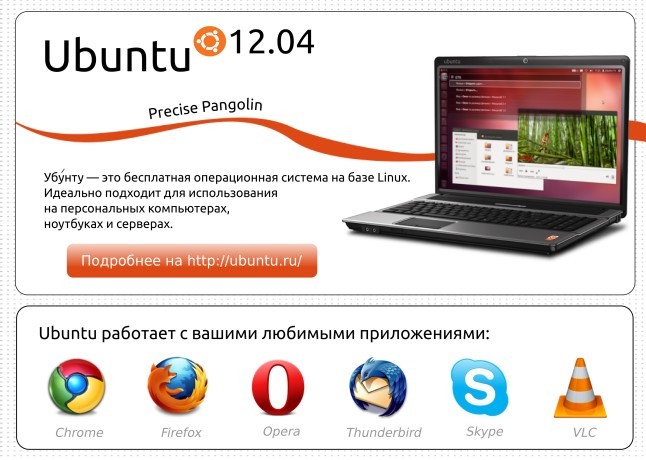 Ubuntu 12.04
Precise Pangolin
ubuntu
Убу́нту — это бесплатная операционная система на базе Linux.
Идеально подходит для использования
на персональных компьютерах,
ноутбуках и серверах.
Подробнее на http://ubuntu.ru/
Ubuntu работает с вашими любимыми приложениями:
Chrome Firefox Opera Thunderbird Skype VLC